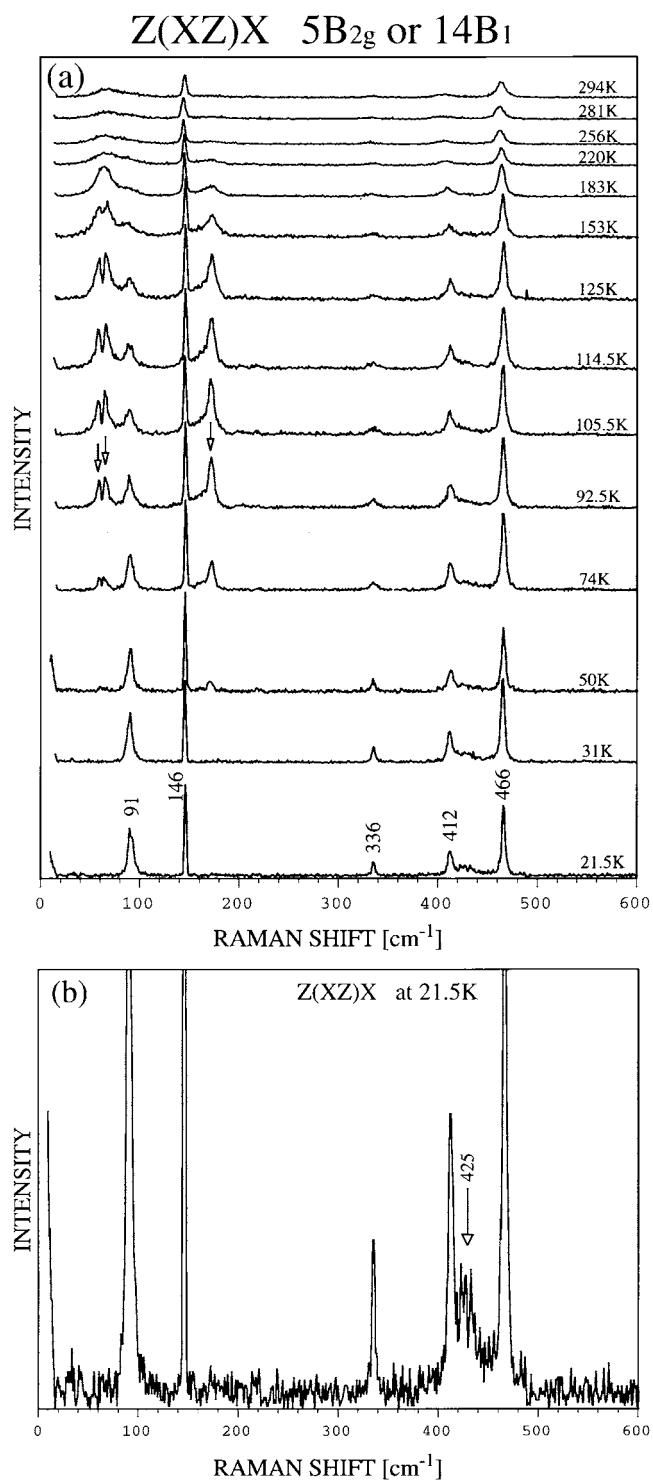 Z(XZ)X 5B2g or 14B1
(a)
294K
281K
256K
220K
183K
153K
125K
114.5K
105.5K
92.5K
74K
50K
31K
91
146
336
412
466
21.5K
INTENSITY
0 100 200 300 400 500 600
RAMAN SHIFT [cm-1]
(b)
Z(XZ)X at 21.5K
425
INTENSITY
0 100 200 300 400 500 600
RAMAN SHIFT [cm-1]